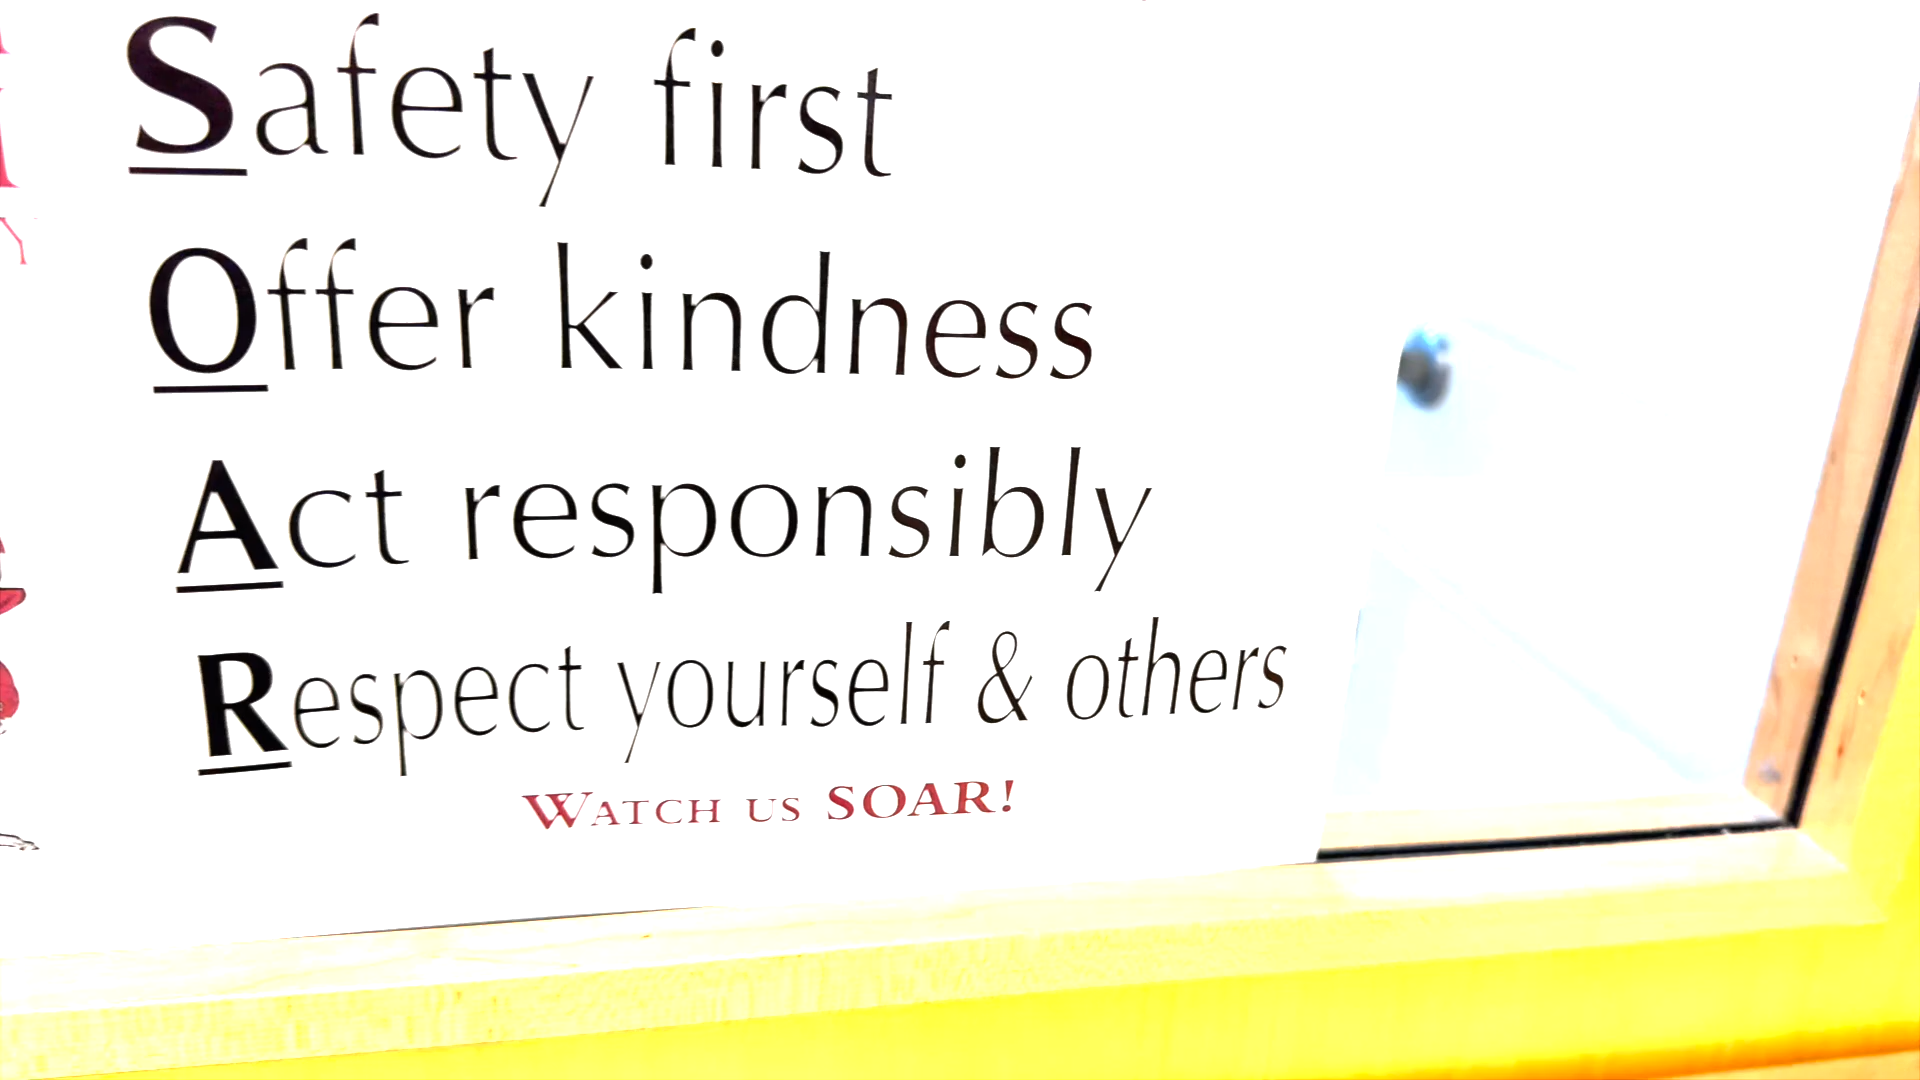 Safety first
Offer kindness
Act responsibly
Respect yourself & others
WATCH US SOAR!